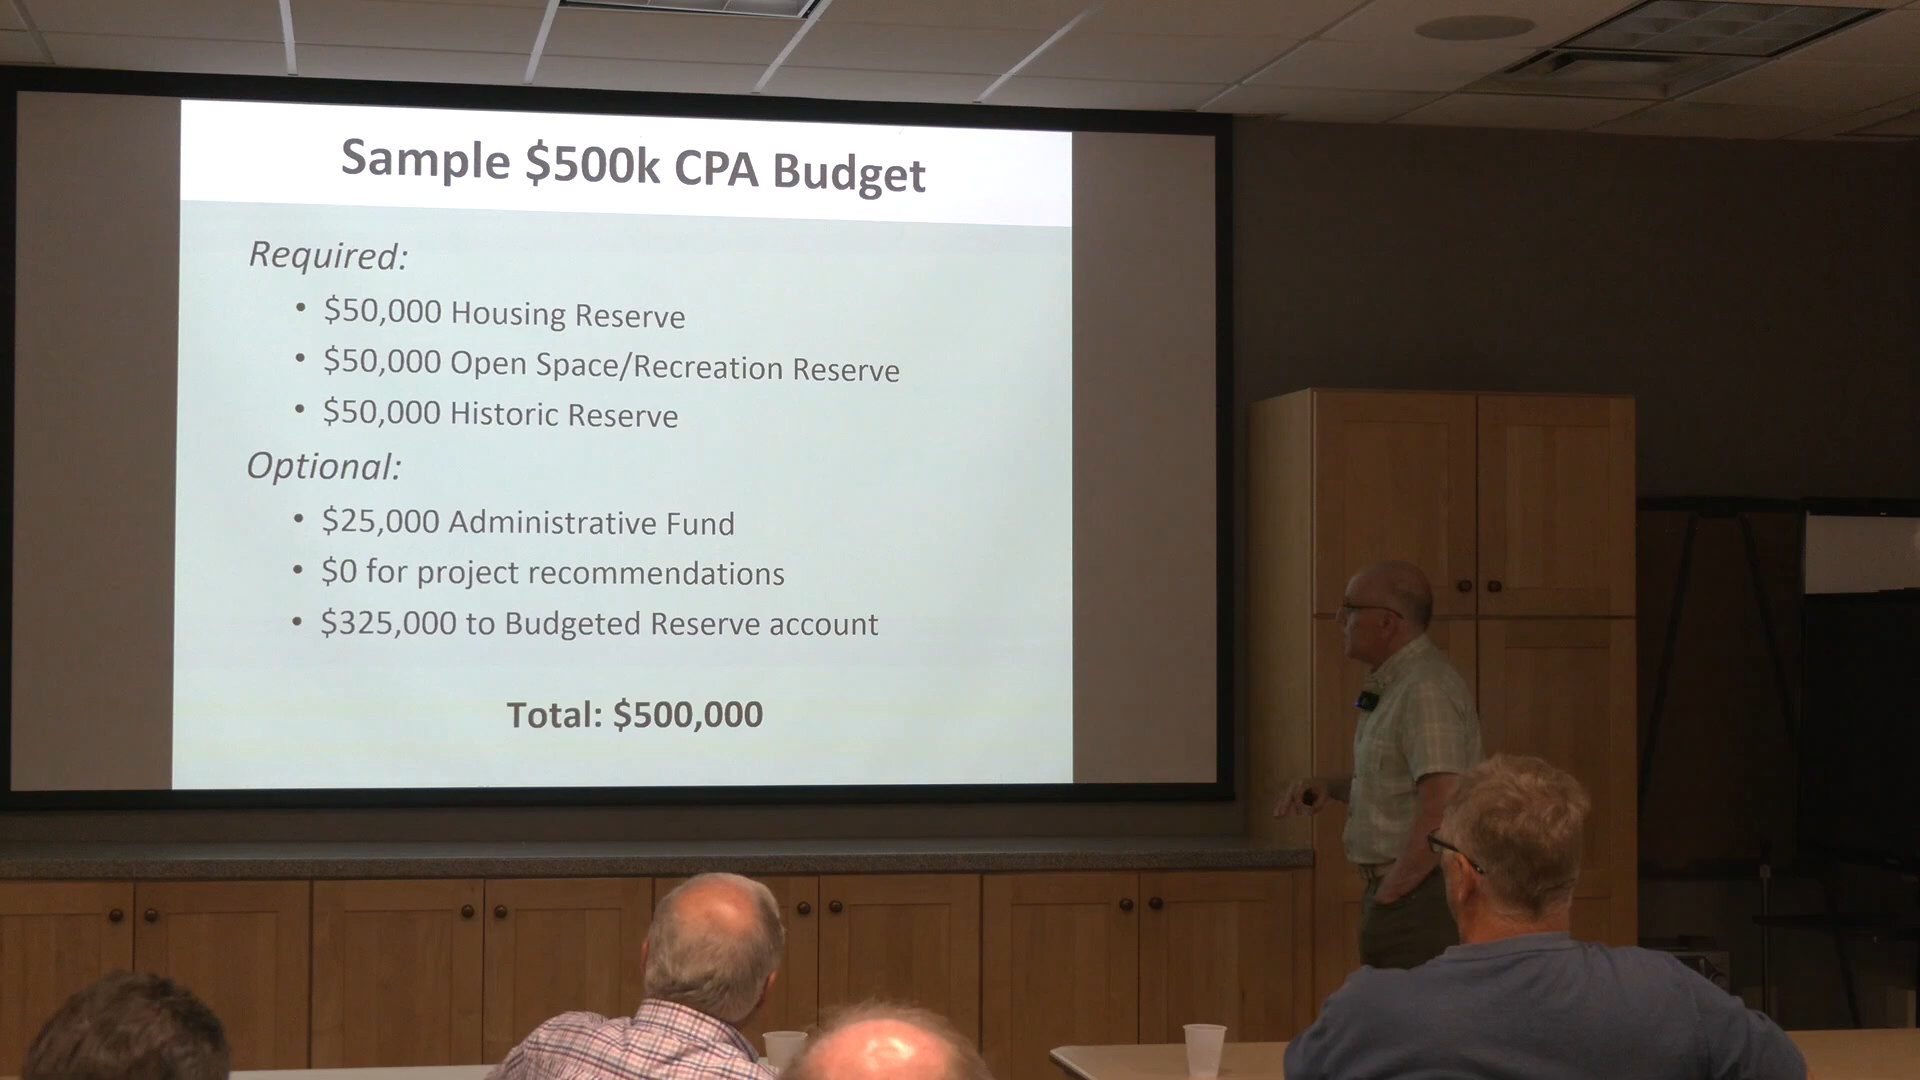 Sample $500k CPA Budget
Required:
• $50,000 Housing Reserve
• $50,000 Open Space/Recreation Reserve
• $50,000 Historic Reserve
Optional:
• $25,000 Administrative Fund
• $0 for project recommendations
• $325,000 to Budgeted Reserve account
Total: $500,000